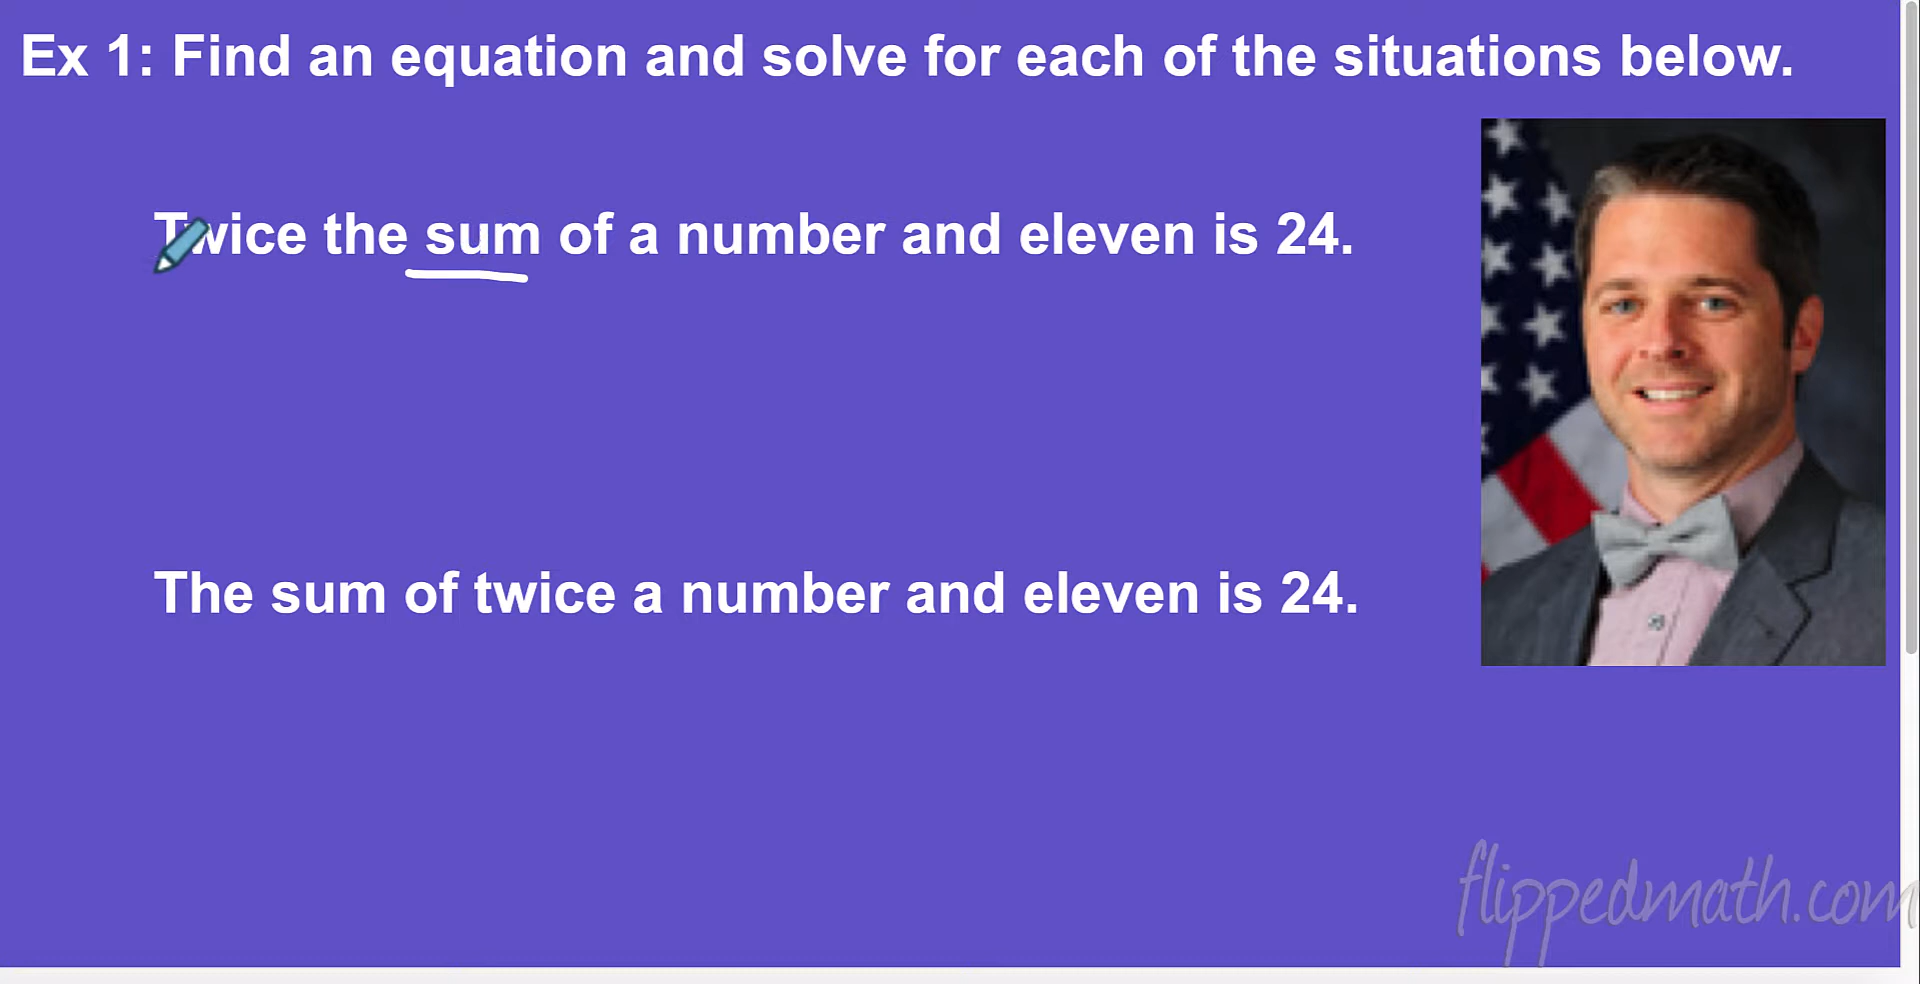 Ex 1: Find an equation and solve for each of the situations below.
Twice the sum of a number and eleven is 24.
The sum of twice a number and eleven is 24.
flippedmath.com